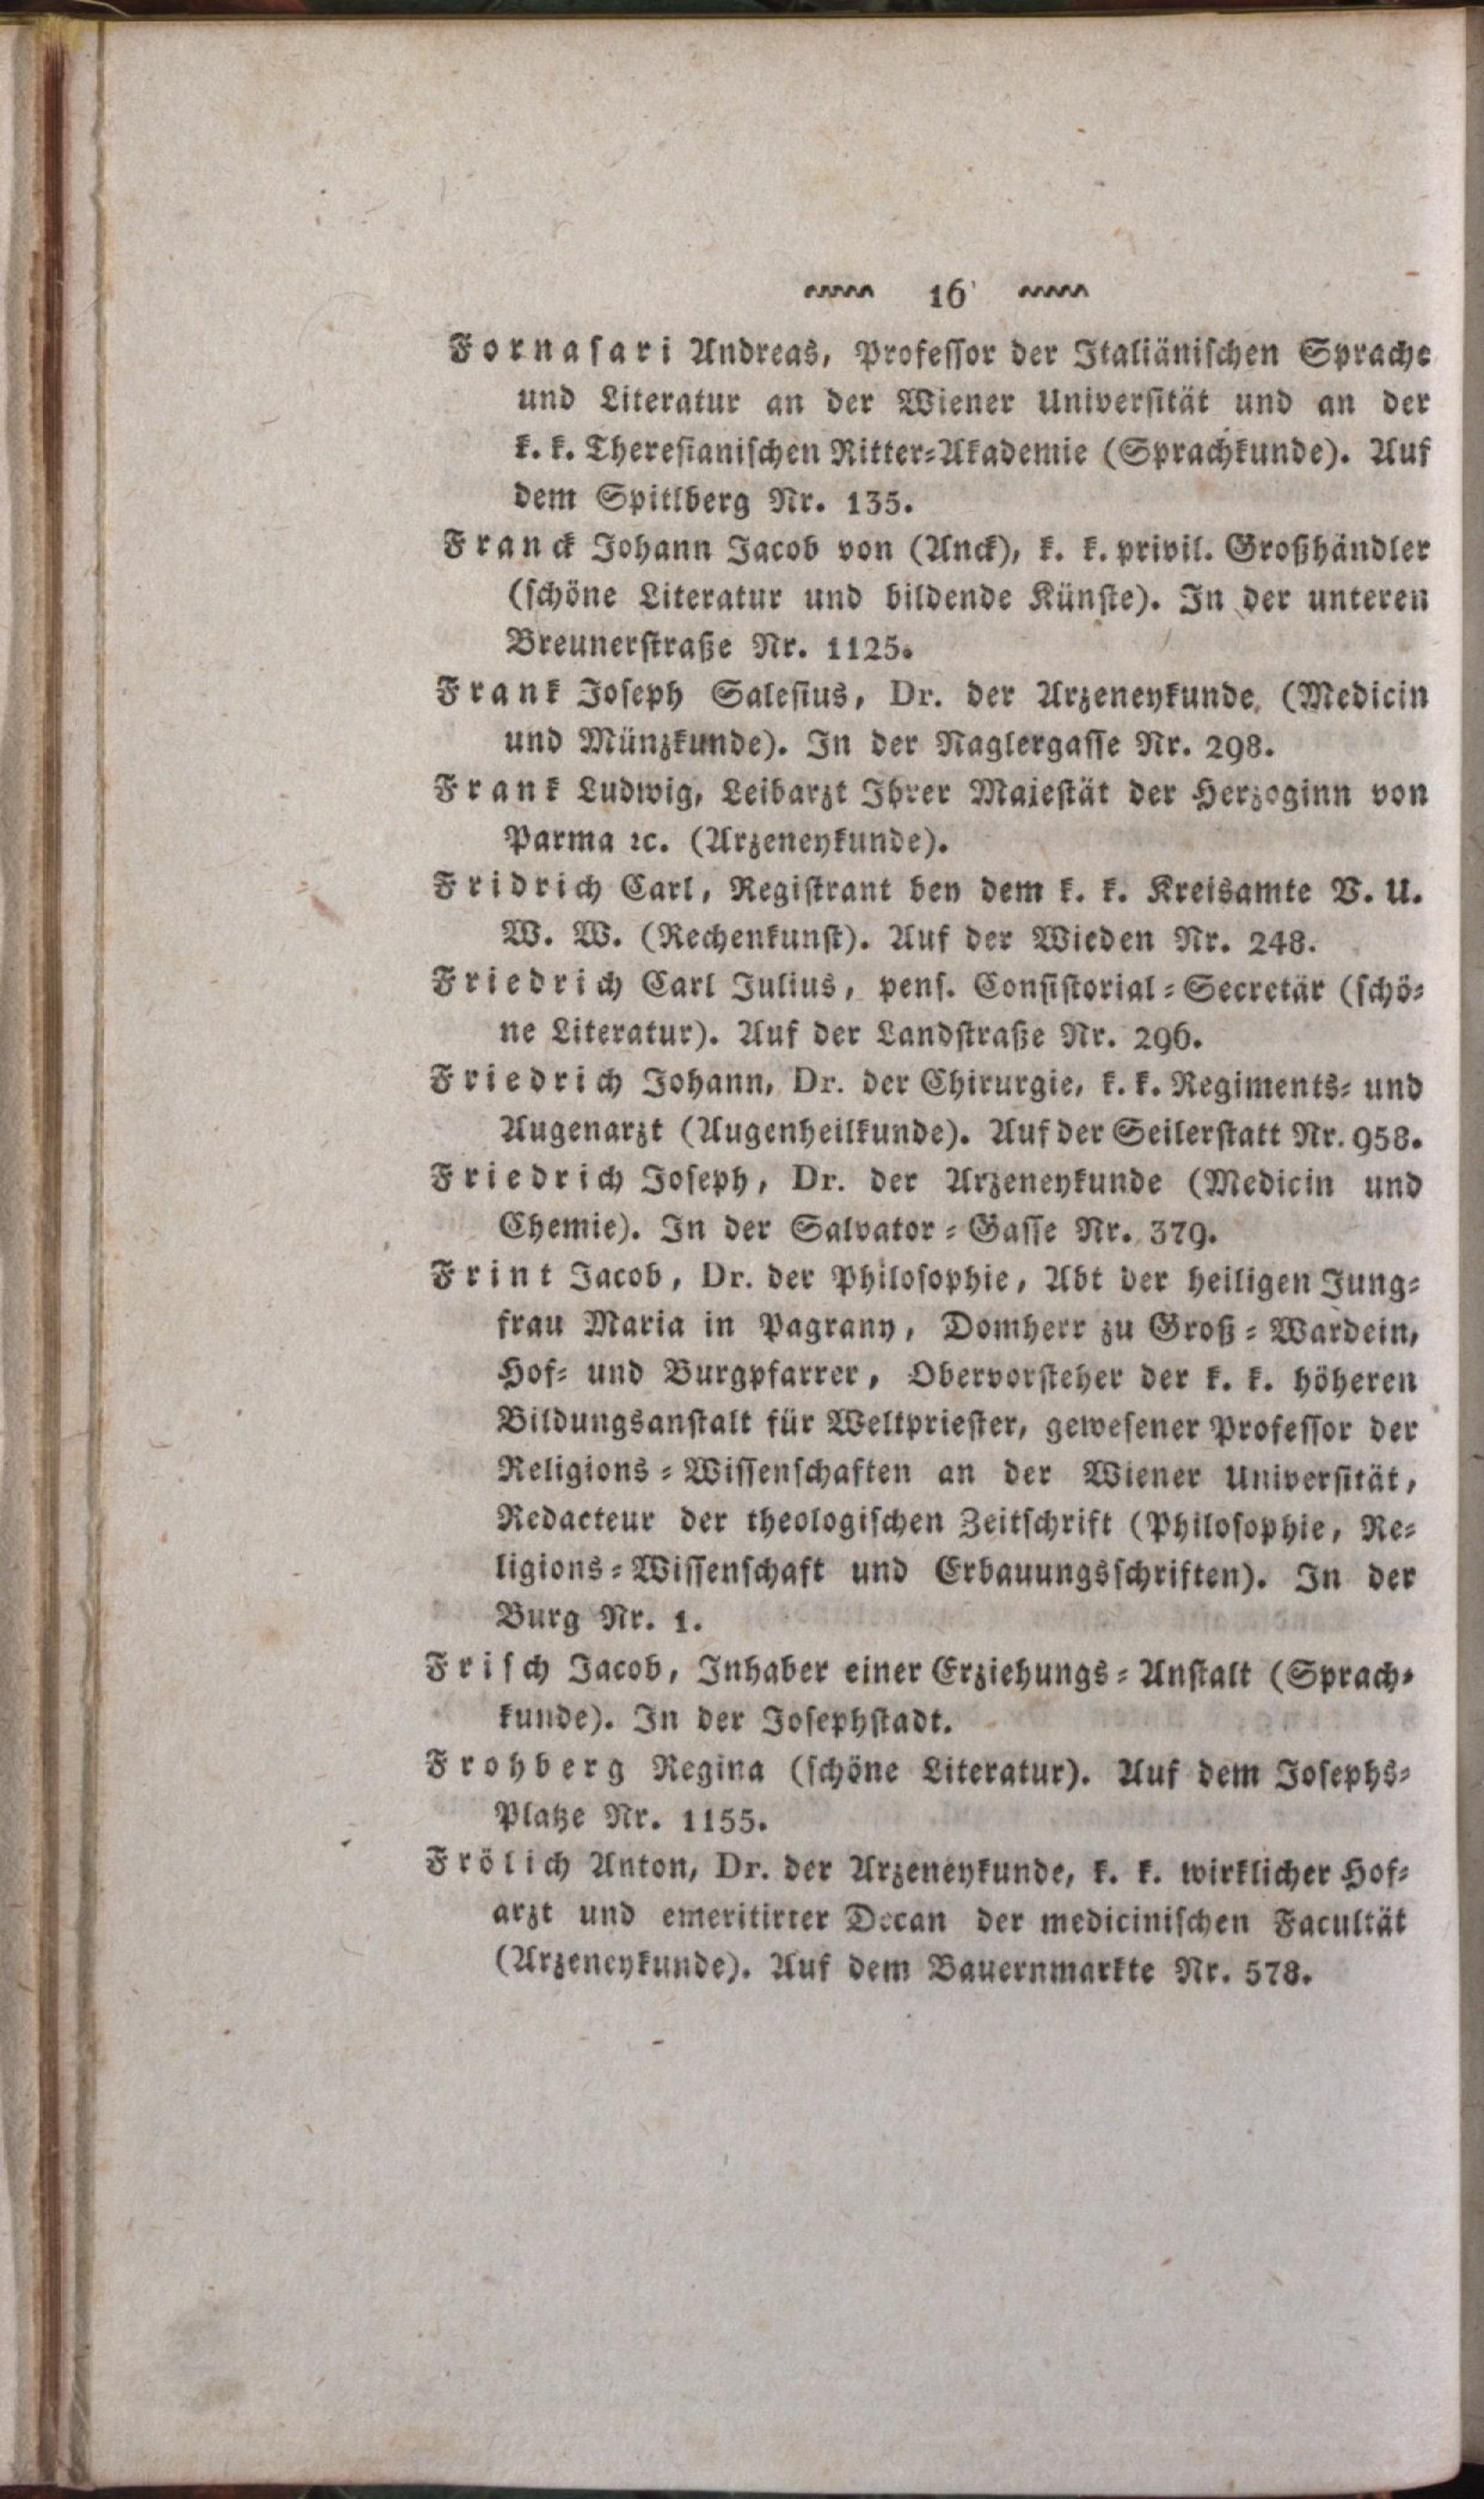 16
Fornasari Andreas, Professor der Italiänischen Sprache
und Literatur an der Wiener Universität und an der
k. k. Theresianischen Ritter-Akademie (Sprachkunde). Auf
dem Spitlberg Nr. 135.
Franck Johann Jacob von (Anck), k. k. privil. Großhändler
(schöne Literatur und bildende Künste). In der unteren
Breunerstraße Nr. 1125.
Frank Joseph Salesius, Dr. der Arzeneykunde, (Medicin
und Münzkunde). In der Naglergasse Nr. 298.
Frank Ludwig, Leibarzt Ihrer Majestät der Herzoginn von
Parma ꝛc. (Arzeneykunde).
Fridrich Carl, Registrant bey dem k. k. Kreisamte V. U.
W. W. (Rechenkunst). Auf der Wieden Nr. 248.
Friedrich Carl Julius, pens. Consistorial-Secretär (schö-
ne Literatur). Auf der Landstraße Nr. 296.
Friedrich Johann, Dr. der Chirurgie, k. k. Regiments- und
Augenarzt (Augenheilkunde). Auf der Seilerstatt Nr. 958.
Friedrich Joseph, Dr. der Arzeneykunde (Medicin und
Chemie). In der Salvator-Gasse Nr. 379.
Frint Jacob, Dr. der Philosophie, Abt der heiligen Jung-
frau Maria in Pagrany, Domherr zu Groß-Wardein,
Hof- und Burgpfarrer, Obervorsteher der k. k. höheren
Bildungsanstalt für Weltpriester, gewesener Professor der
Religions-Wissenschaften an der Wiener Universität,
Redacteur der theologischen Zeitschrift (Philosophie, Re-
ligions-Wissenschaft und Erbauungsschriften). In der
Burg Nr. 1.
Frisch Jacob, Inhaber einer Erziehungs-Anstalt (Sprach-
kunde). In der Josephstadt.
Frohberg Regina (schöne Literatur). Auf dem Josephs-
Platze Nr. 1155.
Frölich Anton, Dr. der Arzeneykunde, k. k. wirklicher Hof-
arzt und emeritirter Decan der medicinischen Facultät
(Arzeneykunde). Auf dem Bauernmarkte Nr. 578.